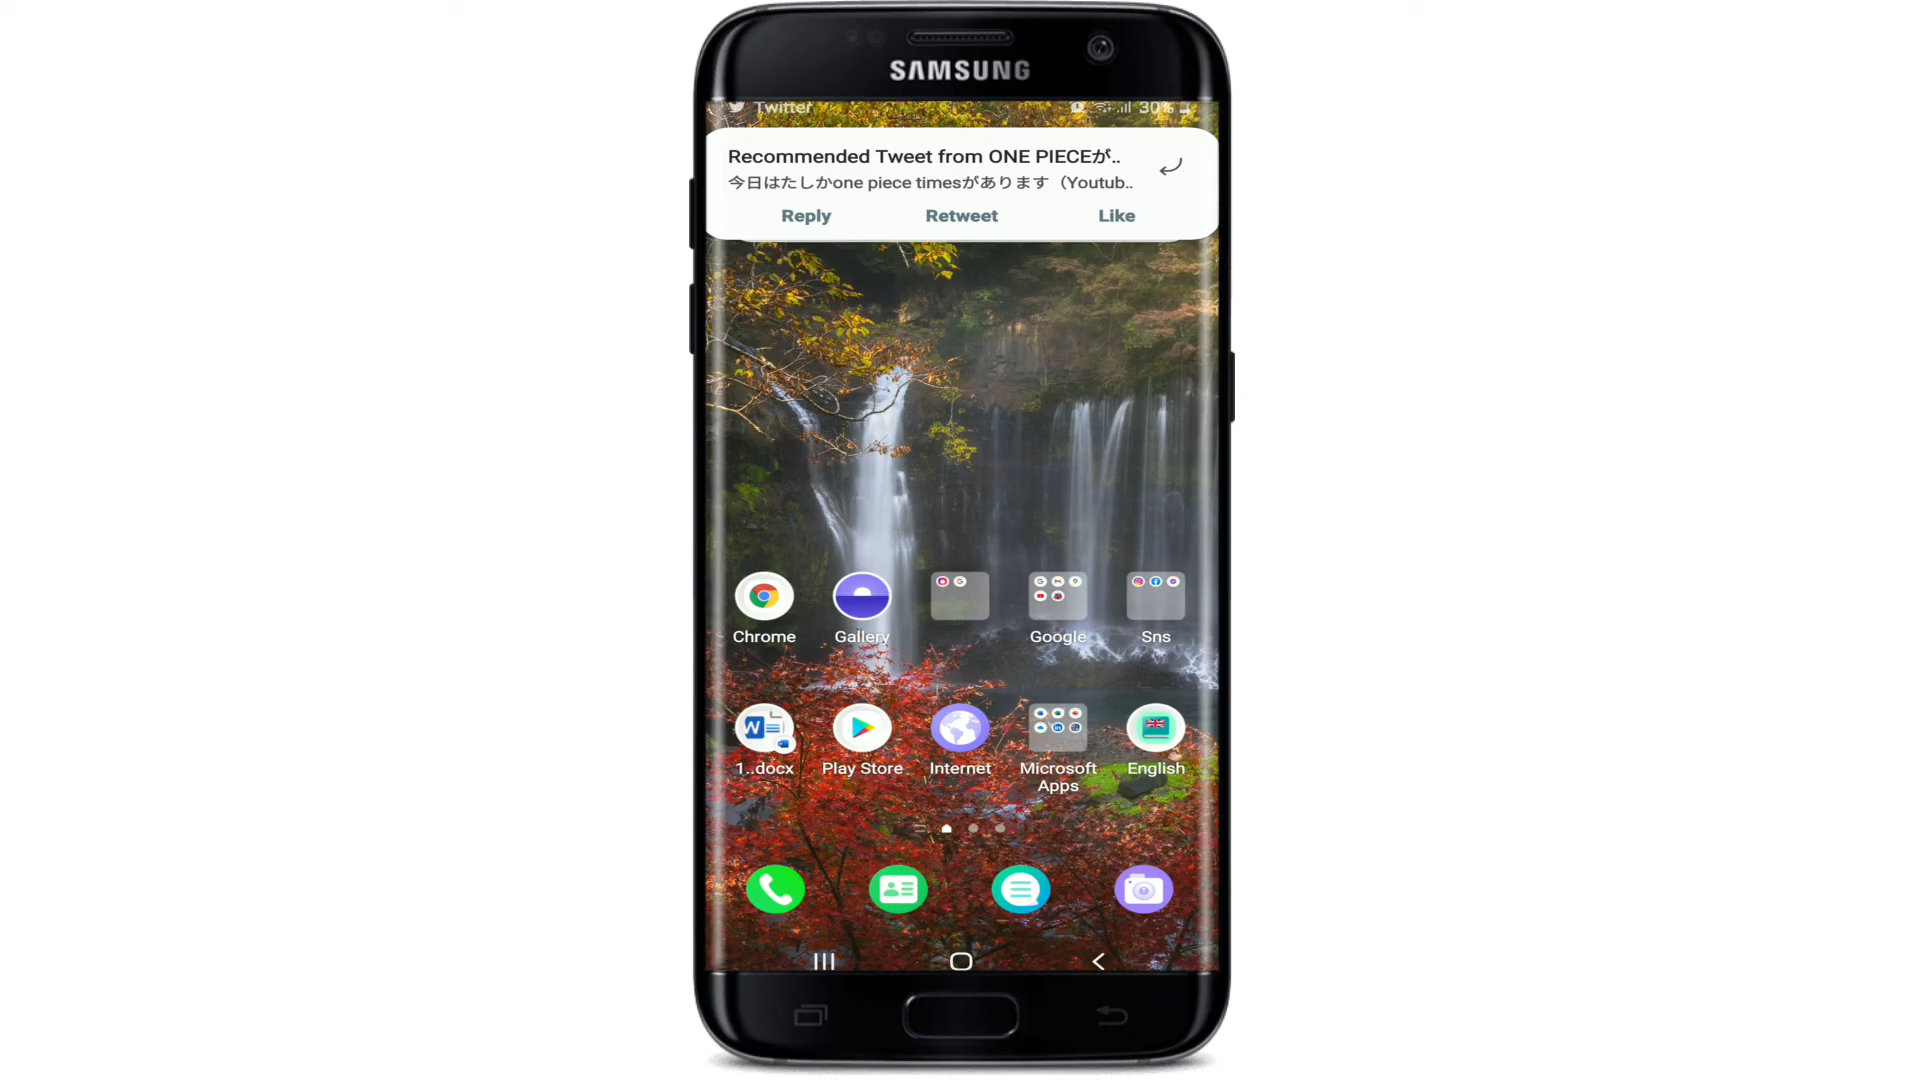 SAMSUNG
Twitter
30%
Recommended Tweet from ONE PIECEが..
今日はたしかone piece timesがあります（Youtub..
Reply Retweet Like
Chrome Gallery Google Sns
1..docx Play Store Internet Microsoft Apps English